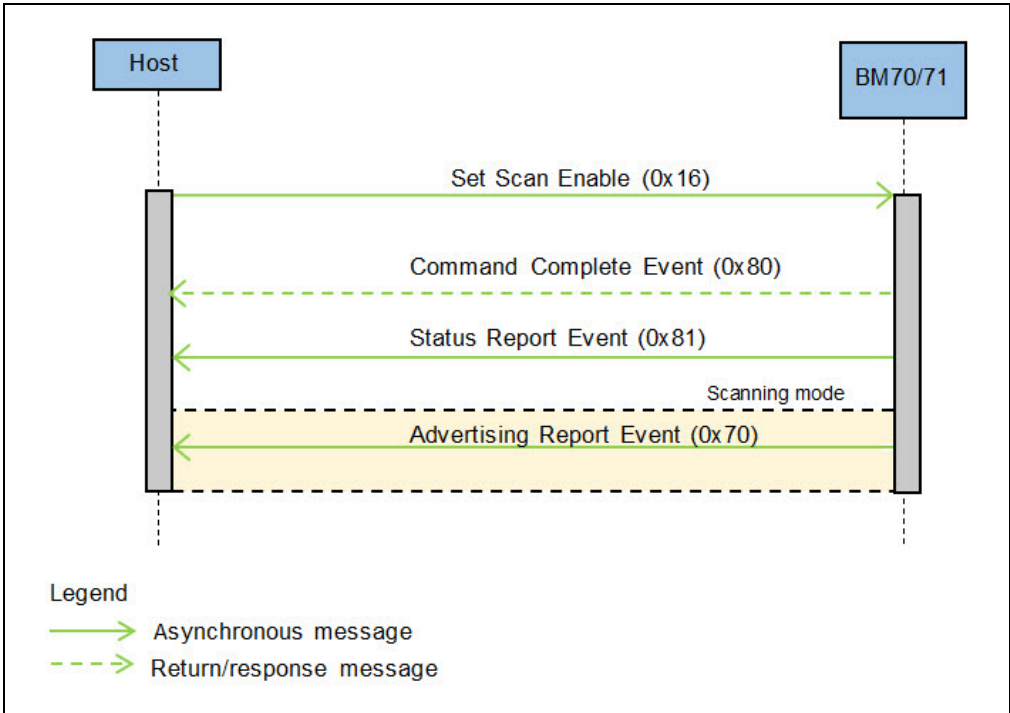 Host
BM70/71
Set Scan Enable (0x16)
Command Complete Event (0x80)
Status Report Event (0x81)
Scanning mode
Advertising Report Event (0x70)
Legend
Asynchronous message
Return/response message